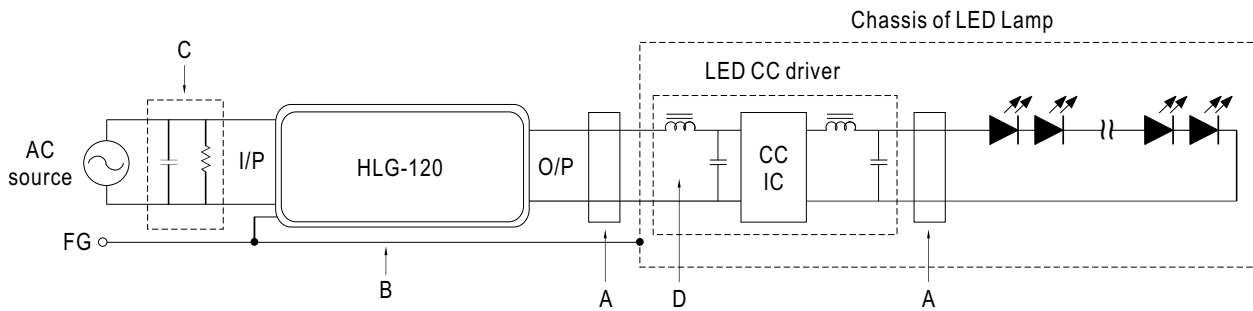 Chassis of LED Lamp
C
LED CC driver
AC
source
I/P
HLG-120
O/P
CC
IC
FG
B
A
D
A